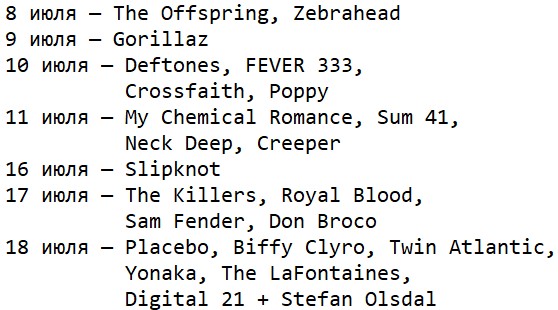 8 июля — The Offspring, Zebrahead
9 июля — Gorillaz
10 июля — Deftones, FEVER 333,
Crossfaith, Poppy
11 июля — My Chemical Romance, Sum 41,
Neck Deep, Creeper
16 июля — Slipknot
17 июля — The Killers, Royal Blood,
Sam Fender, Don Broco
18 июля — Placebo, Biffy Clyro, Twin Atlantic,
Yonaka, The LaFontaines,
Digital 21 + Stefan Olsdal